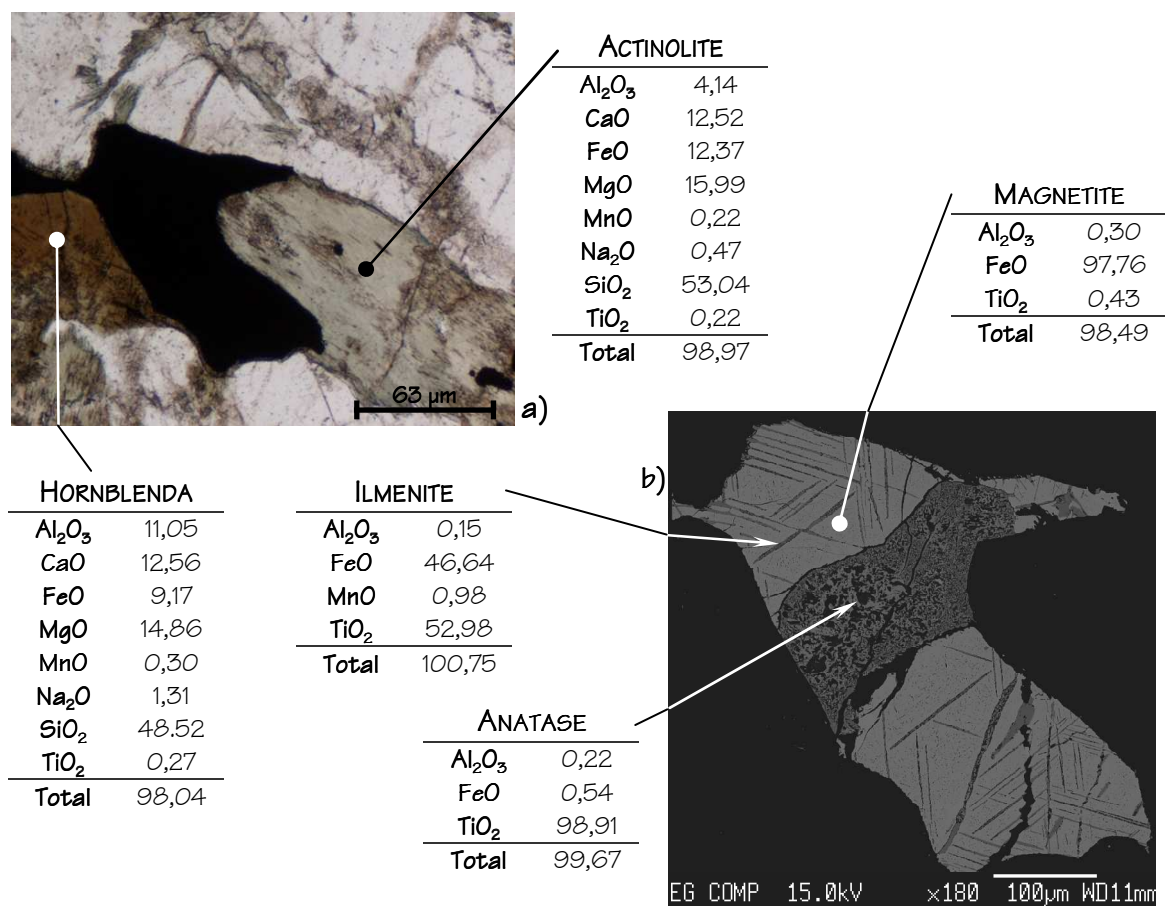 ACTINOLITE
Al₂O₃ 4,14
CaO 12,52
FeO 12,37
MgO 15,99
MnO 0,22
Na₂O 0,47
SiO₂ 53,04
TiO₂ 0,22
Total 98,97
MAGNETITE
Al₂O₃ 0,30
FeO 97,76
TiO₂ 0,43
Total 98,49
63 µm
a)
b)
HORNBLENDA
Al₂O₃ 11,05
CaO 12,56
FeO 9,17
MgO 14,86
MnO 0,30
Na₂O 1,31
SiO₂ 48.52
TiO₂ 0,27
Total 98,04
ILMENITE
Al₂O₃ 0,15
FeO 46,64
MnO 0,98
TiO₂ 52,98
Total 100,75
ANATASE
Al₂O₃ 0,22
FeO 0,54
TiO₂ 98,91
Total 99,67
EG COMP 15.0kV ×180 100µm WD11mm